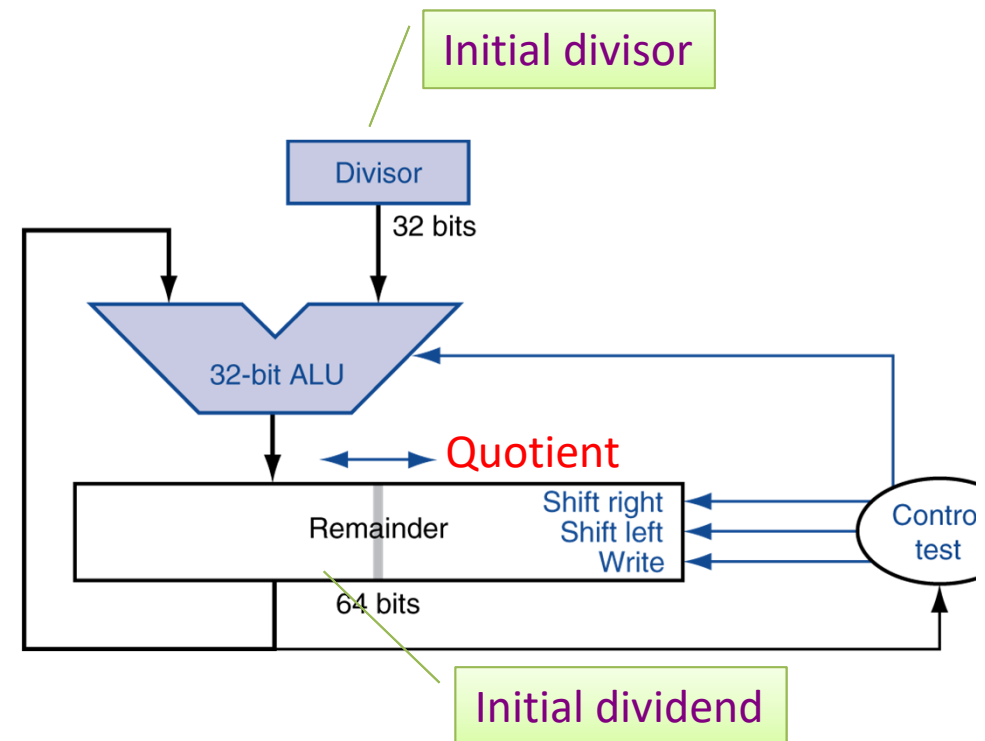 Initial divisor
Divisor
32 bits
32-bit ALU
Quotient
Remainder
Shift right
Shift left
Write
Contro
test
64 bits
Initial dividend